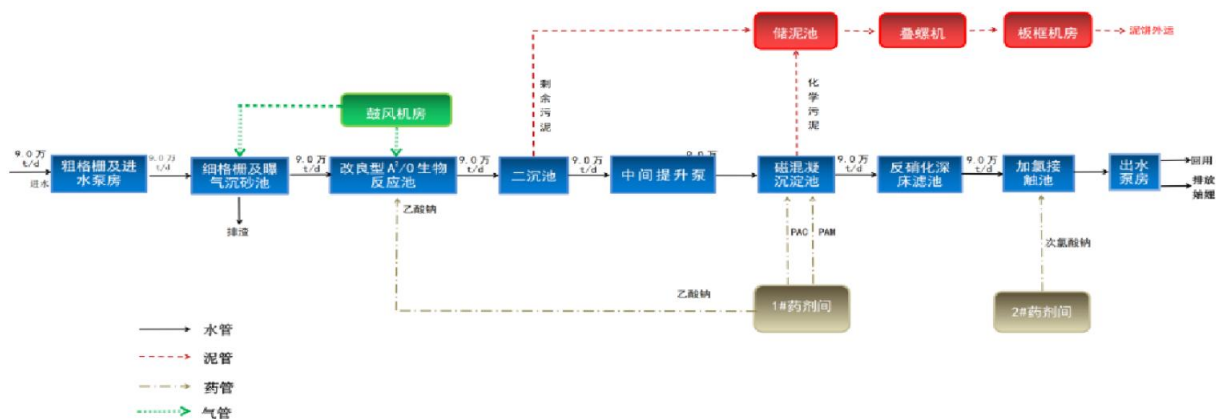 储泥池
叠螺机
板框机房
泥饼外运
剩余污泥
化学污泥
鼓风机房
9.0万
t/d
进水
粗格栅及进
水泵房
9.0万
t/d
细格栅及曝
气沉砂池
9.0万
t/d
改良型A²/O生物
反应池
9.0万
t/d
二沉池
9.0万
t/d
中间提升泵
9.0万
磁混凝
沉淀池
9.0万
t/d
反硝化深
床滤池
9.0万
t/d
加氯接
触池
出水
泵房
回用
排放
排渣
乙酸钠
PAC
PAM
次氯酸钠
乙酸钠
1#药剂间
2#药剂间
水管
泥管
药管
气管